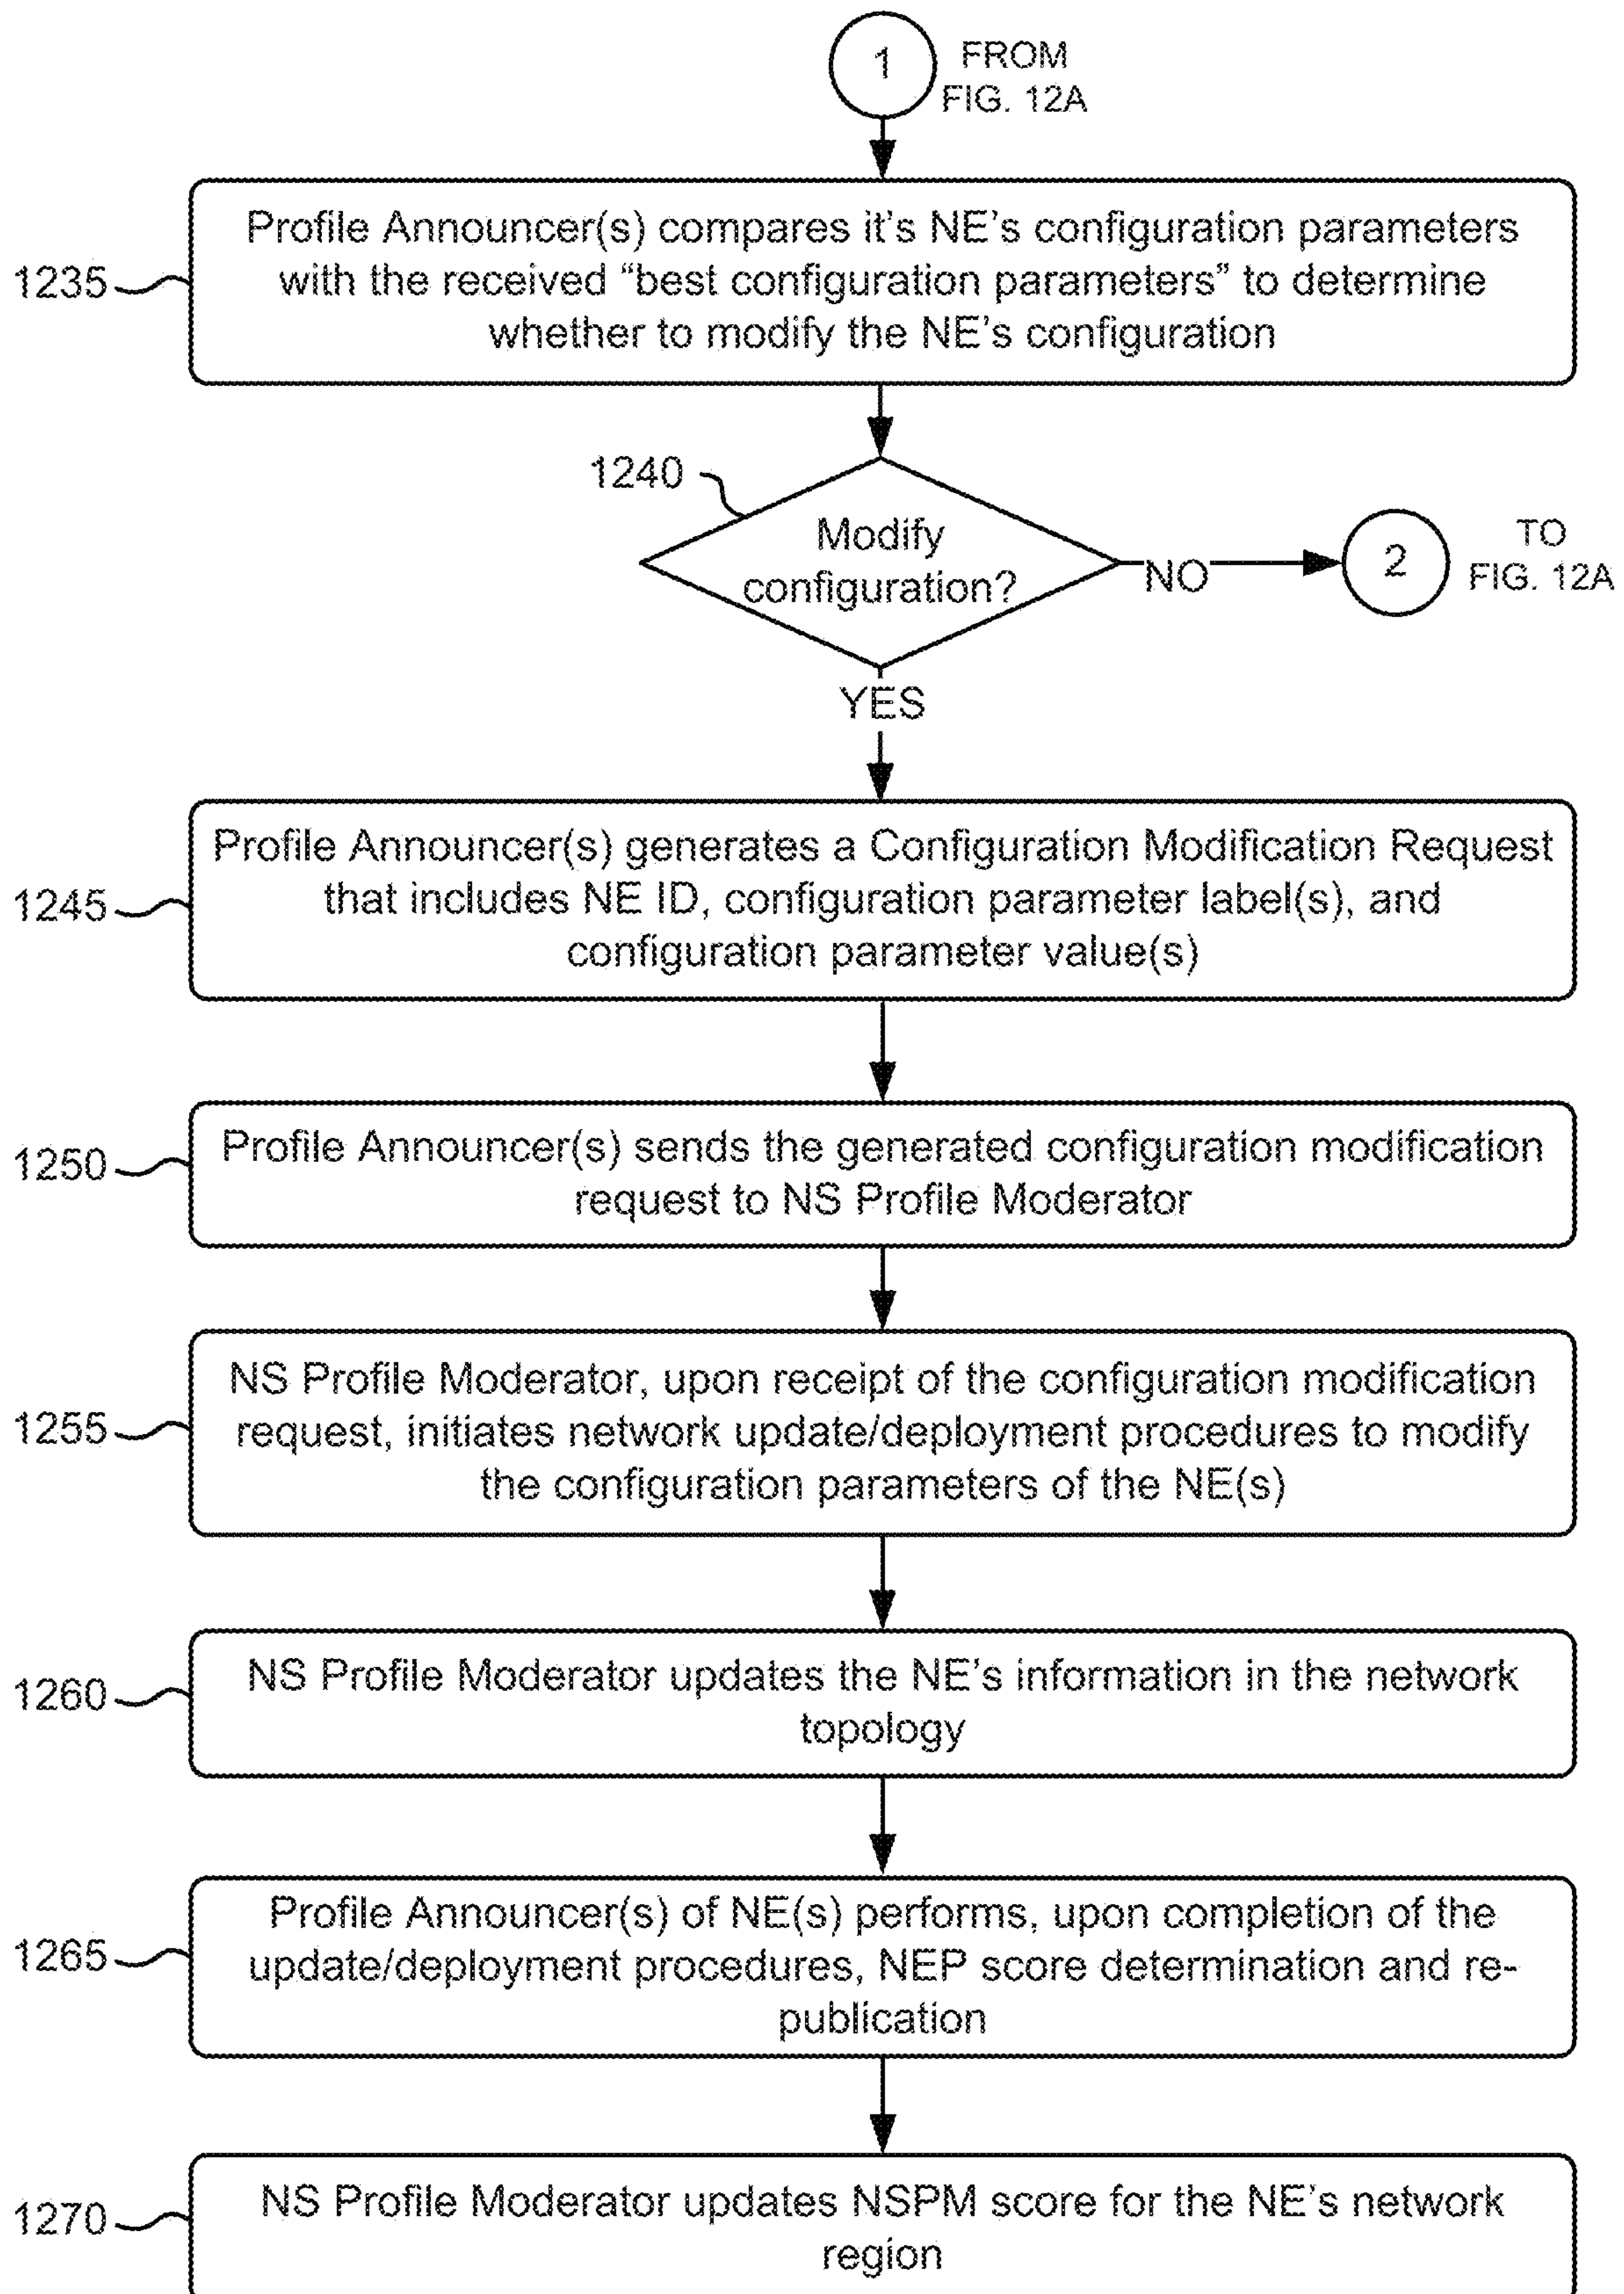 1
FROM
FIG. 12A
1235
Profile Announcer(s) compares it's NE's configuration parameters
with the received “best configuration parameters” to determine
whether to modify the NE's configuration
1240
Modify
configuration?
NO
2
TO
FIG. 12A
YES
1245
Profile Announcer(s) generates a Configuration Modification Request
that includes NE ID, configuration parameter label(s), and
configuration parameter value(s)
1250
Profile Announcer(s) sends the generated configuration modification
request to NS Profile Moderator
1255
NS Profile Moderator, upon receipt of the configuration modification
request, initiates network update/deployment procedures to modify
the configuration parameters of the NE(s)
1260
NS Profile Moderator updates the NE's information in the network
topology
1265
Profile Announcer(s) of NE(s) performs, upon completion of the
update/deployment procedures, NEP score determination and re-
publication
1270
NS Profile Moderator updates NSPM score for the NE's network
region